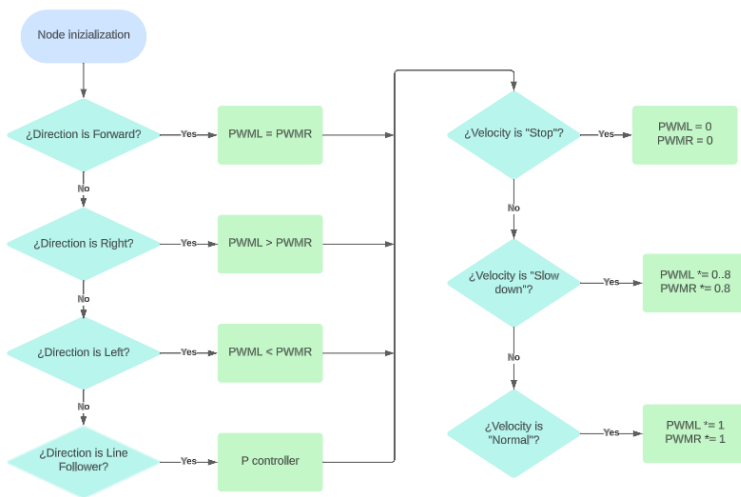 Node inizialization
¿Direction is Forward?
Yes
PWML = PWMR
No
¿Direction is Right?
Yes
PWML > PWMR
No
¿Direction is Left?
Yes
PWML < PWMR
No
¿Direction is Line
Follower?
Yes
P controller
¿Velocity is "Stop"?
Yes
PWML = 0
PWMR = 0
No
¿Velocity is "Slow
down"?
Yes
PWML *= 0..8
PWMR *= 0.8
No
¿Velocity is
"Normal"?
Yes
PWML *= 1
PWMR *= 1